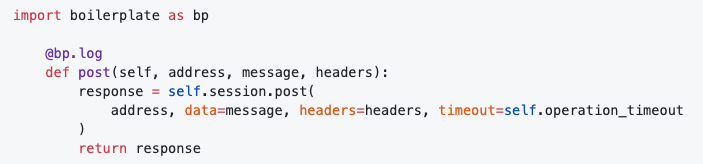 import boilerplate as bp
@bp.log
def post(self, address, message, headers):
response = self.session.post(
address, data=message, headers=headers, timeout=self.operation_timeout
)
return response